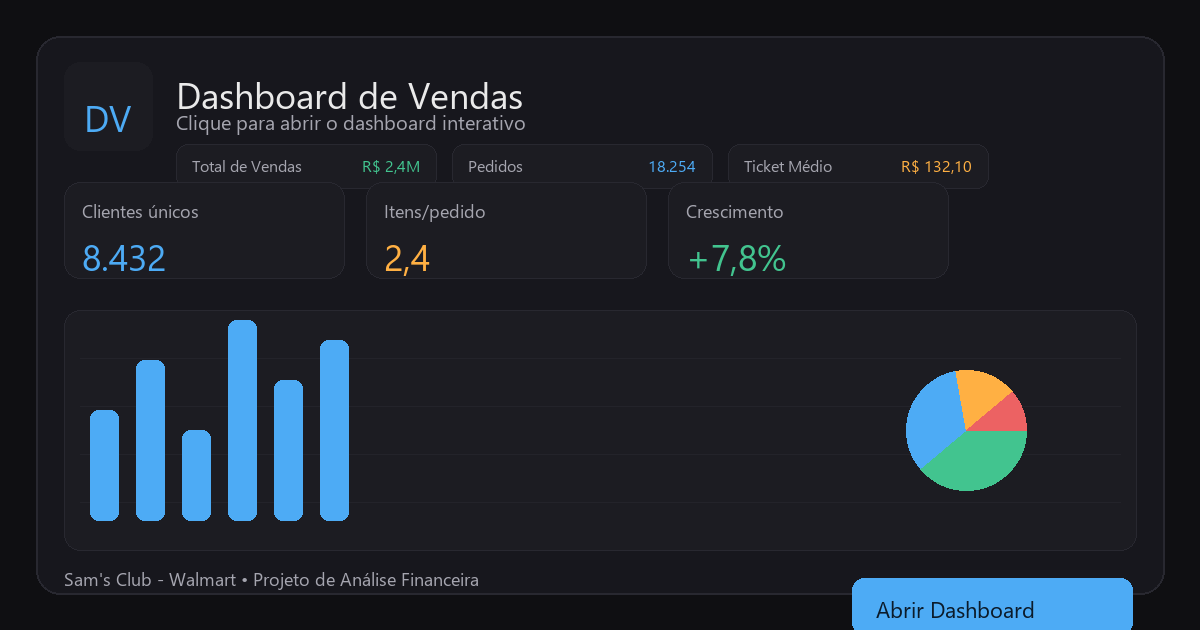 DV
Dashboard de Vendas
Clique para abrir o dashboard interativo
Total de Vendas R$ 2,4M
Pedidos 18.254
Ticket Médio R$ 132,10
Clientes únicos
8.432
Itens/pedido
2,4
Crescimento
+7,8%
Sam's Club - Walmart • Projeto de Análise Financeira
Abrir Dashboard